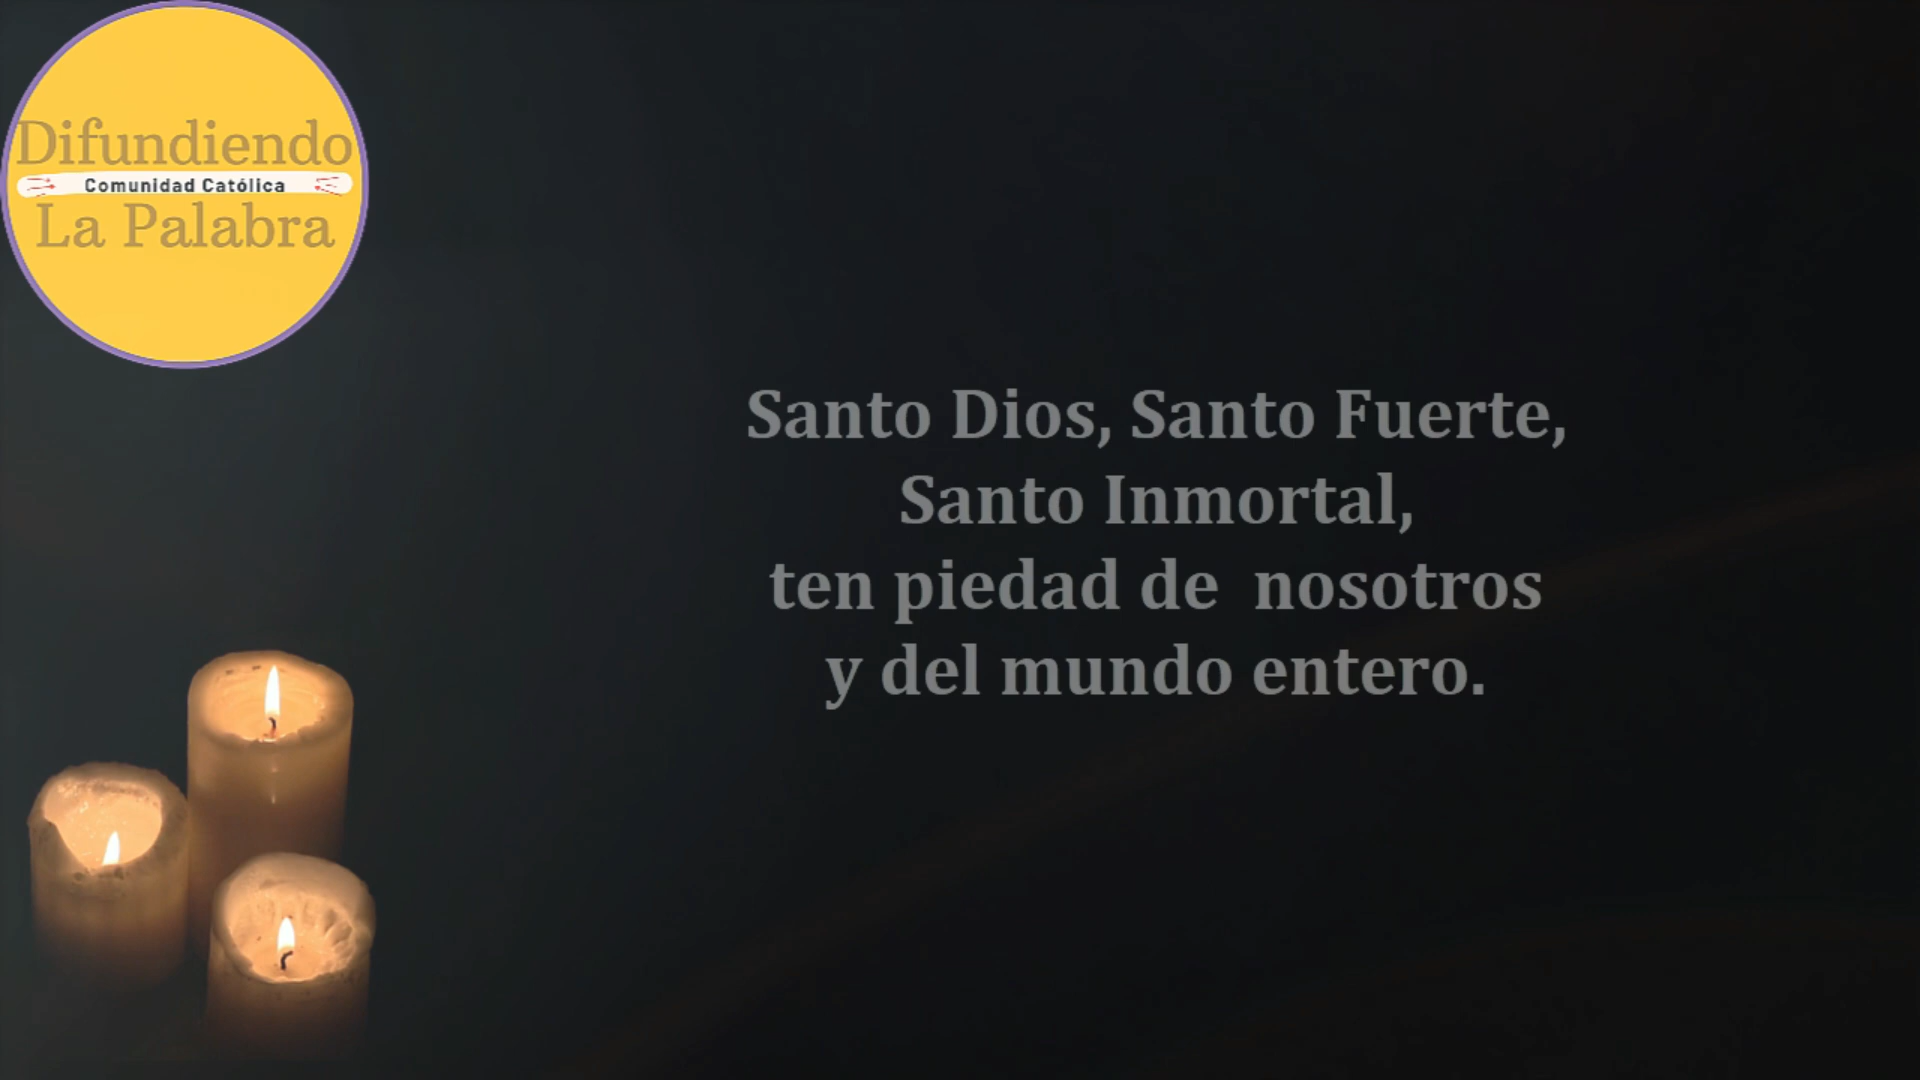 Difundiendo
Comunidad Católica
La Palabra
Santo Dios, Santo Fuerte,
Santo Inmortal,
ten piedad de  nosotros
y del mundo entero.